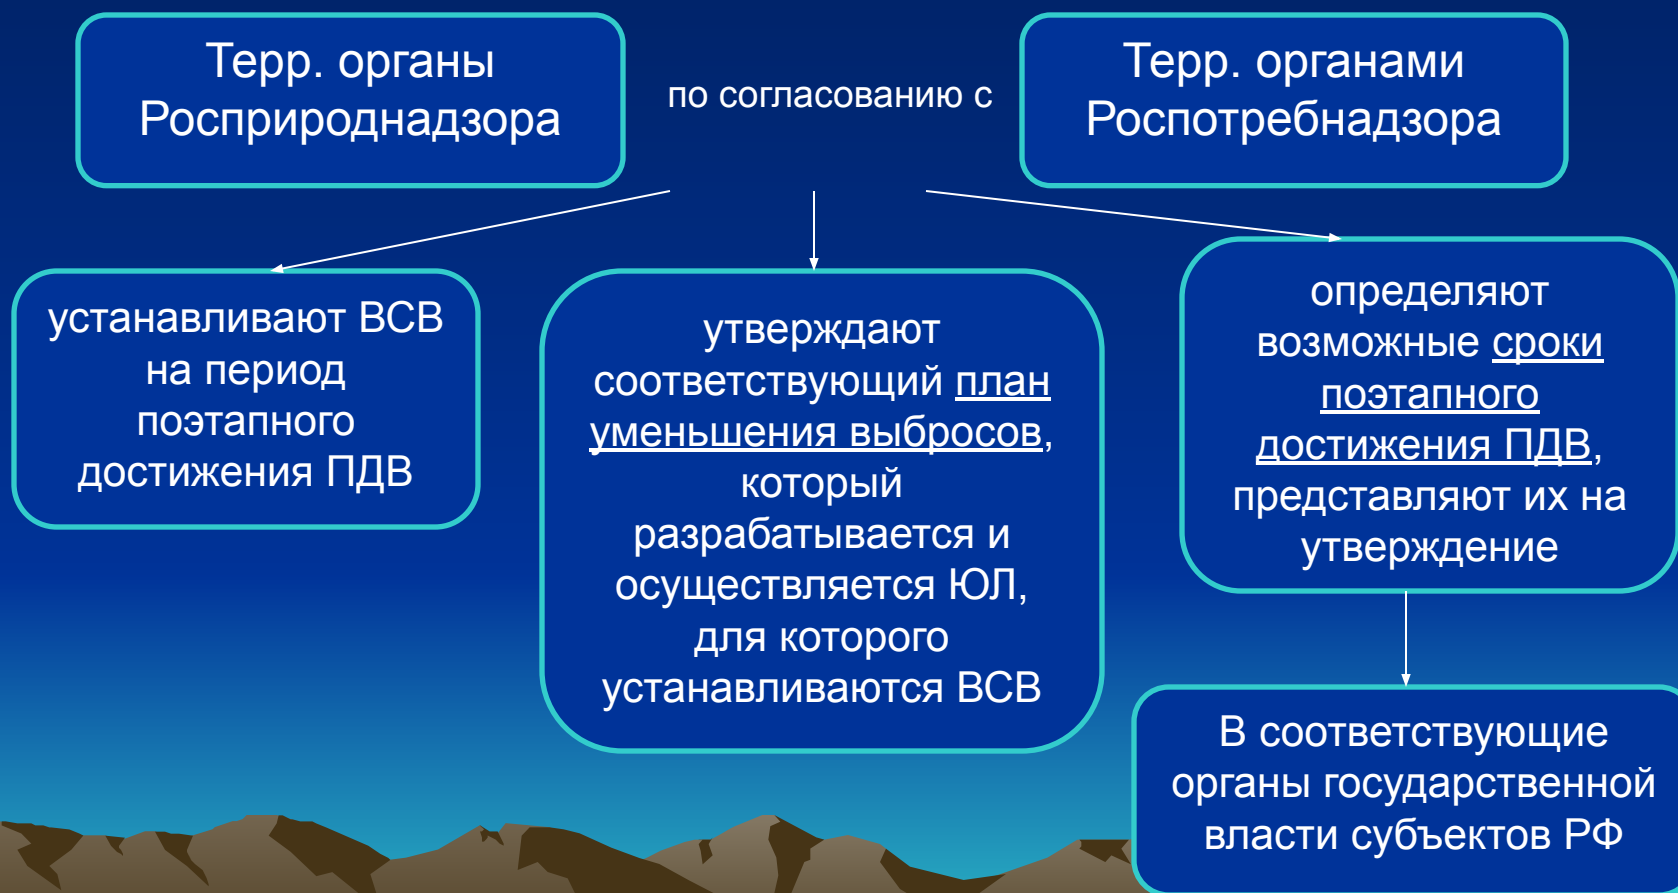 Терр. органы
Росприроднадзора
по согласованию с
Терр. органами
Роспотребнадзора
устанавливают ВСВ
на период
поэтапного
достижения ПДВ
утверждают
соответствующий план
уменьшения выбросов,
который
разрабатывается и
осуществляется ЮЛ,
для которого
устанавливаются ВСВ
определяют
возможные сроки
поэтапного
достижения ПДВ,
представляют их на
утверждение
В соответствующие
органы государственной
власти субъектов РФ